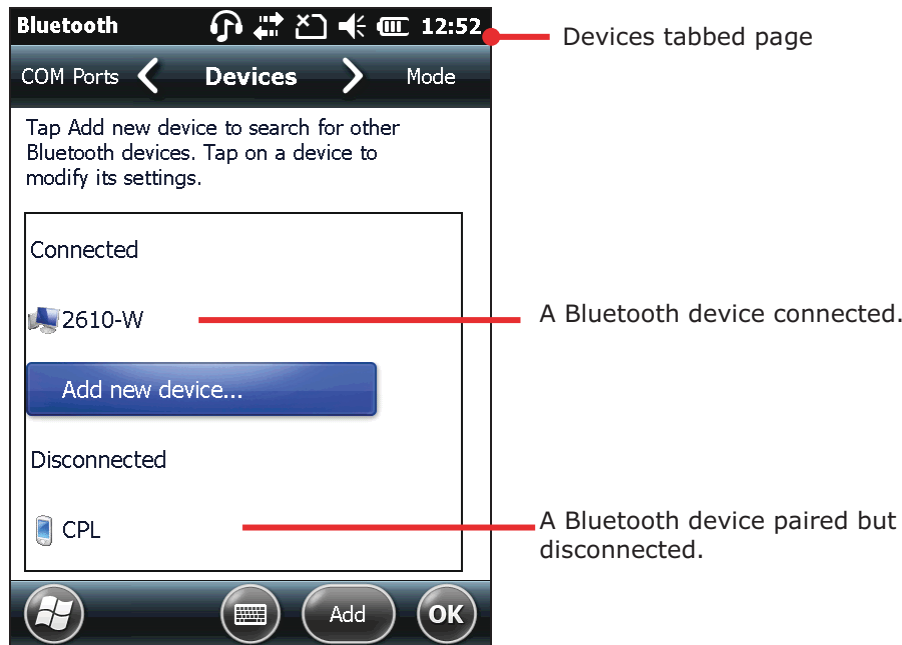 Bluetooth 12:52
Devices tabbed page
COM Ports Devices Mode
Tap Add new device to search for other
Bluetooth devices. Tap on a device to
modify its settings.
Connected
2610-W
A Bluetooth device connected.
Add new device...
Disconnected
CPL
A Bluetooth device paired but
disconnected.
Add OK